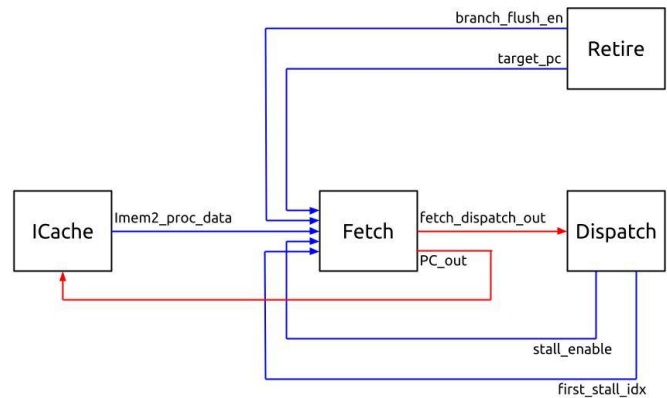 branch_flush_en
target_pc
Retire
ICache
Imem2_proc_data
Fetch
fetch_dispatch_out
PC_out
Dispatch
stall_enable
first_stall_idx